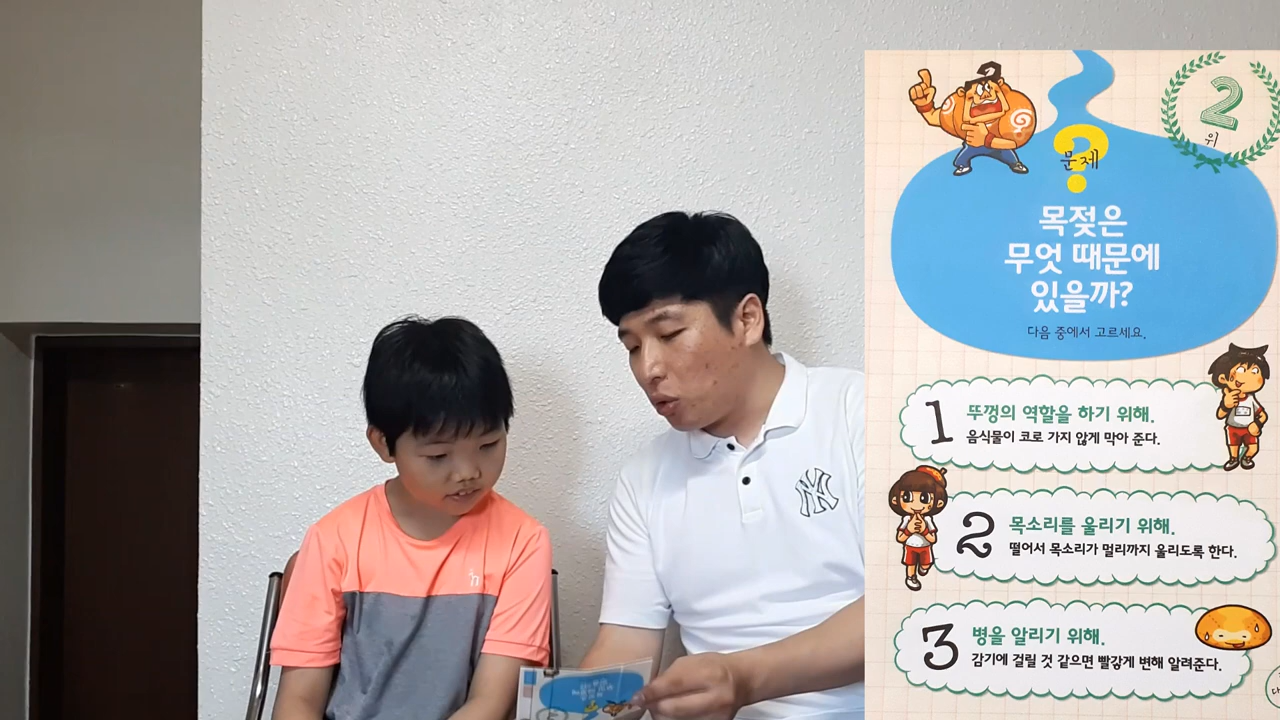 2
위
문제
목젖은
무엇 때문에
있을까?
다음 중에서 고르세요.
1 뚜껑의 역할을 하기 위해.
음식물이 코로 가지 않게 막아 준다.
2 목소리를 울리기 위해.
떨어서 목소리가 멀리까지 울리도록 한다.
3 병을 알리기 위해.
감기에 걸릴 것 같으면 빨갛게 변해 알려준다.
NY
n